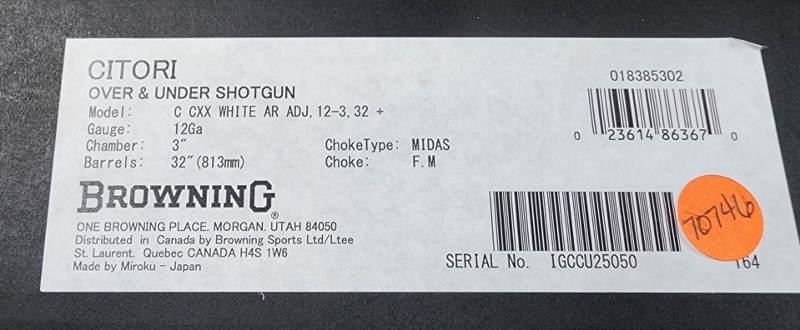 CITORI
OVER & UNDER SHOTGUN
Model: C CXX WHITE AR ADJ, 12-3, 32 +
Gauge: 12Ga
Chamber: 3" ChokeType: MIDAS
Barrels: 32"(813mm) Choke: F.M
BROWNING®
ONE BROWNING PLACE. MORGAN. UTAH 84050
Distributed in Canada by Browning Sports Ltd/Ltee
St. Laurent. Quebec CANADA H4S 1W6
Made by Miroku - Japan
018385302
0 23614 86367 0
SERIAL No. IGCCU25050
164
70746